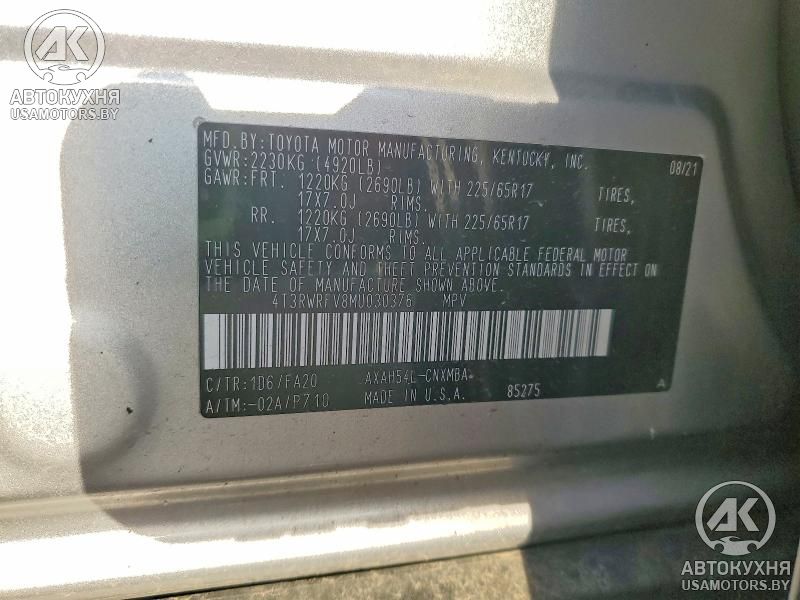 AK
АВТОКУХНЯ
USAMOTORS.BY
MFD.BY:TOYOTA MOTOR MANUFACTURING, KENTUCKY, INC. 08/21
GVWR:2230KG (4920LB)
GAWR:FRT. 1220KG (2690LB) WITH 225/65R17 TIRES,
17X7.0J RIMS.
RR. 1220KG (2690LB) WITH 225/65R17 TIRES,
17X7.0J RIMS.
THIS VEHICLE CONFORMS TO ALL APPLICABLE FEDERAL MOTOR
VEHICLE SAFETY AND THEFT PREVENTION STANDARDS IN EFFECT ON
THE DATE OF MANUFACTURE SHOWN ABOVE.
4T3RWRFV8MU030376 MPV
C/TR:1D6/FA20 AXAH54L-CNXMBA
A/TM:-02A/P710 MADE IN U.S.A. 85275 A
AK
АВТОКУХНЯ
USAMOTORS.BY